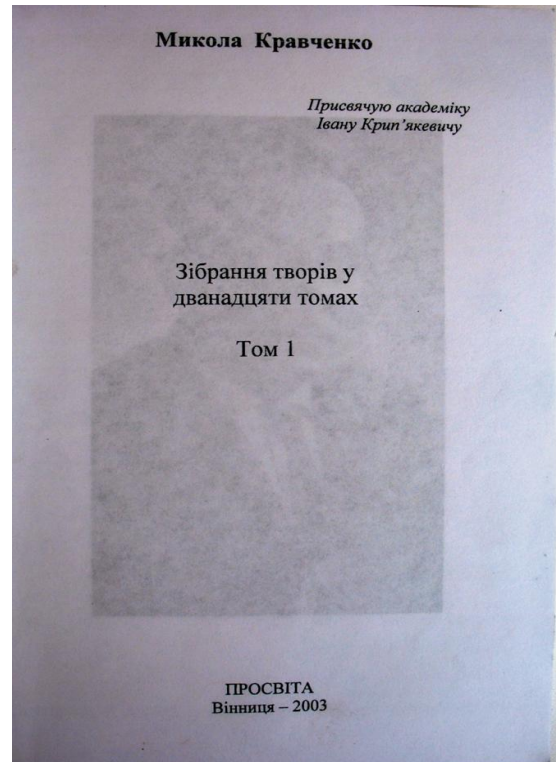 Микола Кравченко
Присвячую академіку
Івану Крип’якевичу
Зібрання творів у
дванадцяти томах
Том 1
ПРОСВІТА
Вінниця – 2003